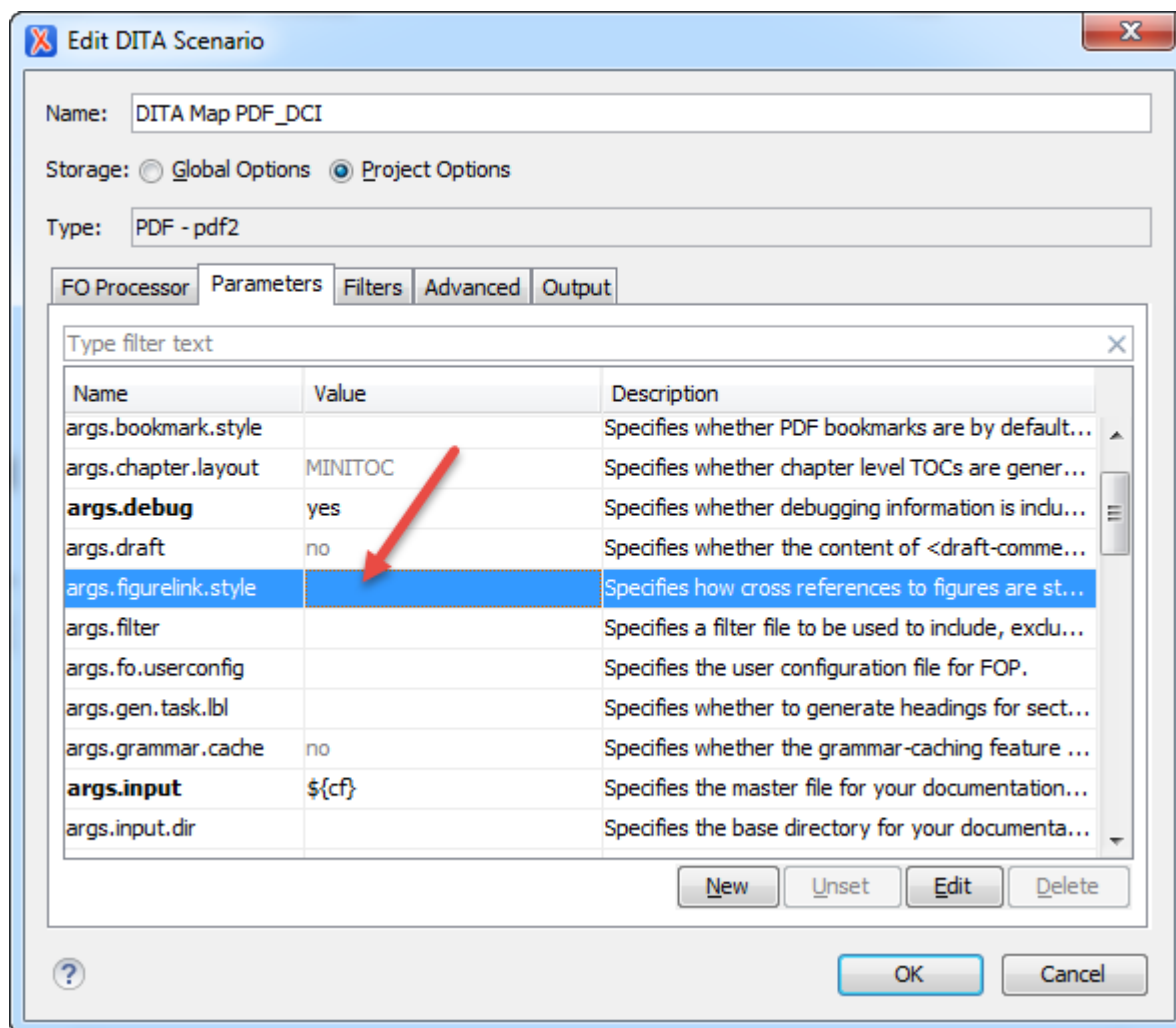 Edit DITA Scenario
Name: DITA Map PDF_DCI
Storage: Global Options Project Options
Type: PDF - pdf2
FO Processor Parameters Filters Advanced Output
Type filter text
Name Value Description
args.bookmark.style Specifies whether PDF bookmarks are by default...
args.chapter.layout MINITOC Specifies whether chapter level TOCs are gener...
args.debug yes Specifies whether debugging information is inclu...
args.draft no Specifies whether the content of <draft-comme...
args.figurelink.style Specifies how cross references to figures are st...
args.filter Specifies a filter file to be used to include, exclu...
args.fo.userconfig Specifies the user configuration file for FOP.
args.gen.task.lbl Specifies whether to generate headings for sect...
args.grammar.cache no Specifies whether the grammar-caching feature ...
args.input ${cf} Specifies the master file for your documentation...
args.input.dir Specifies the base directory for your documenta...
New Unset Edit Delete
? OK Cancel